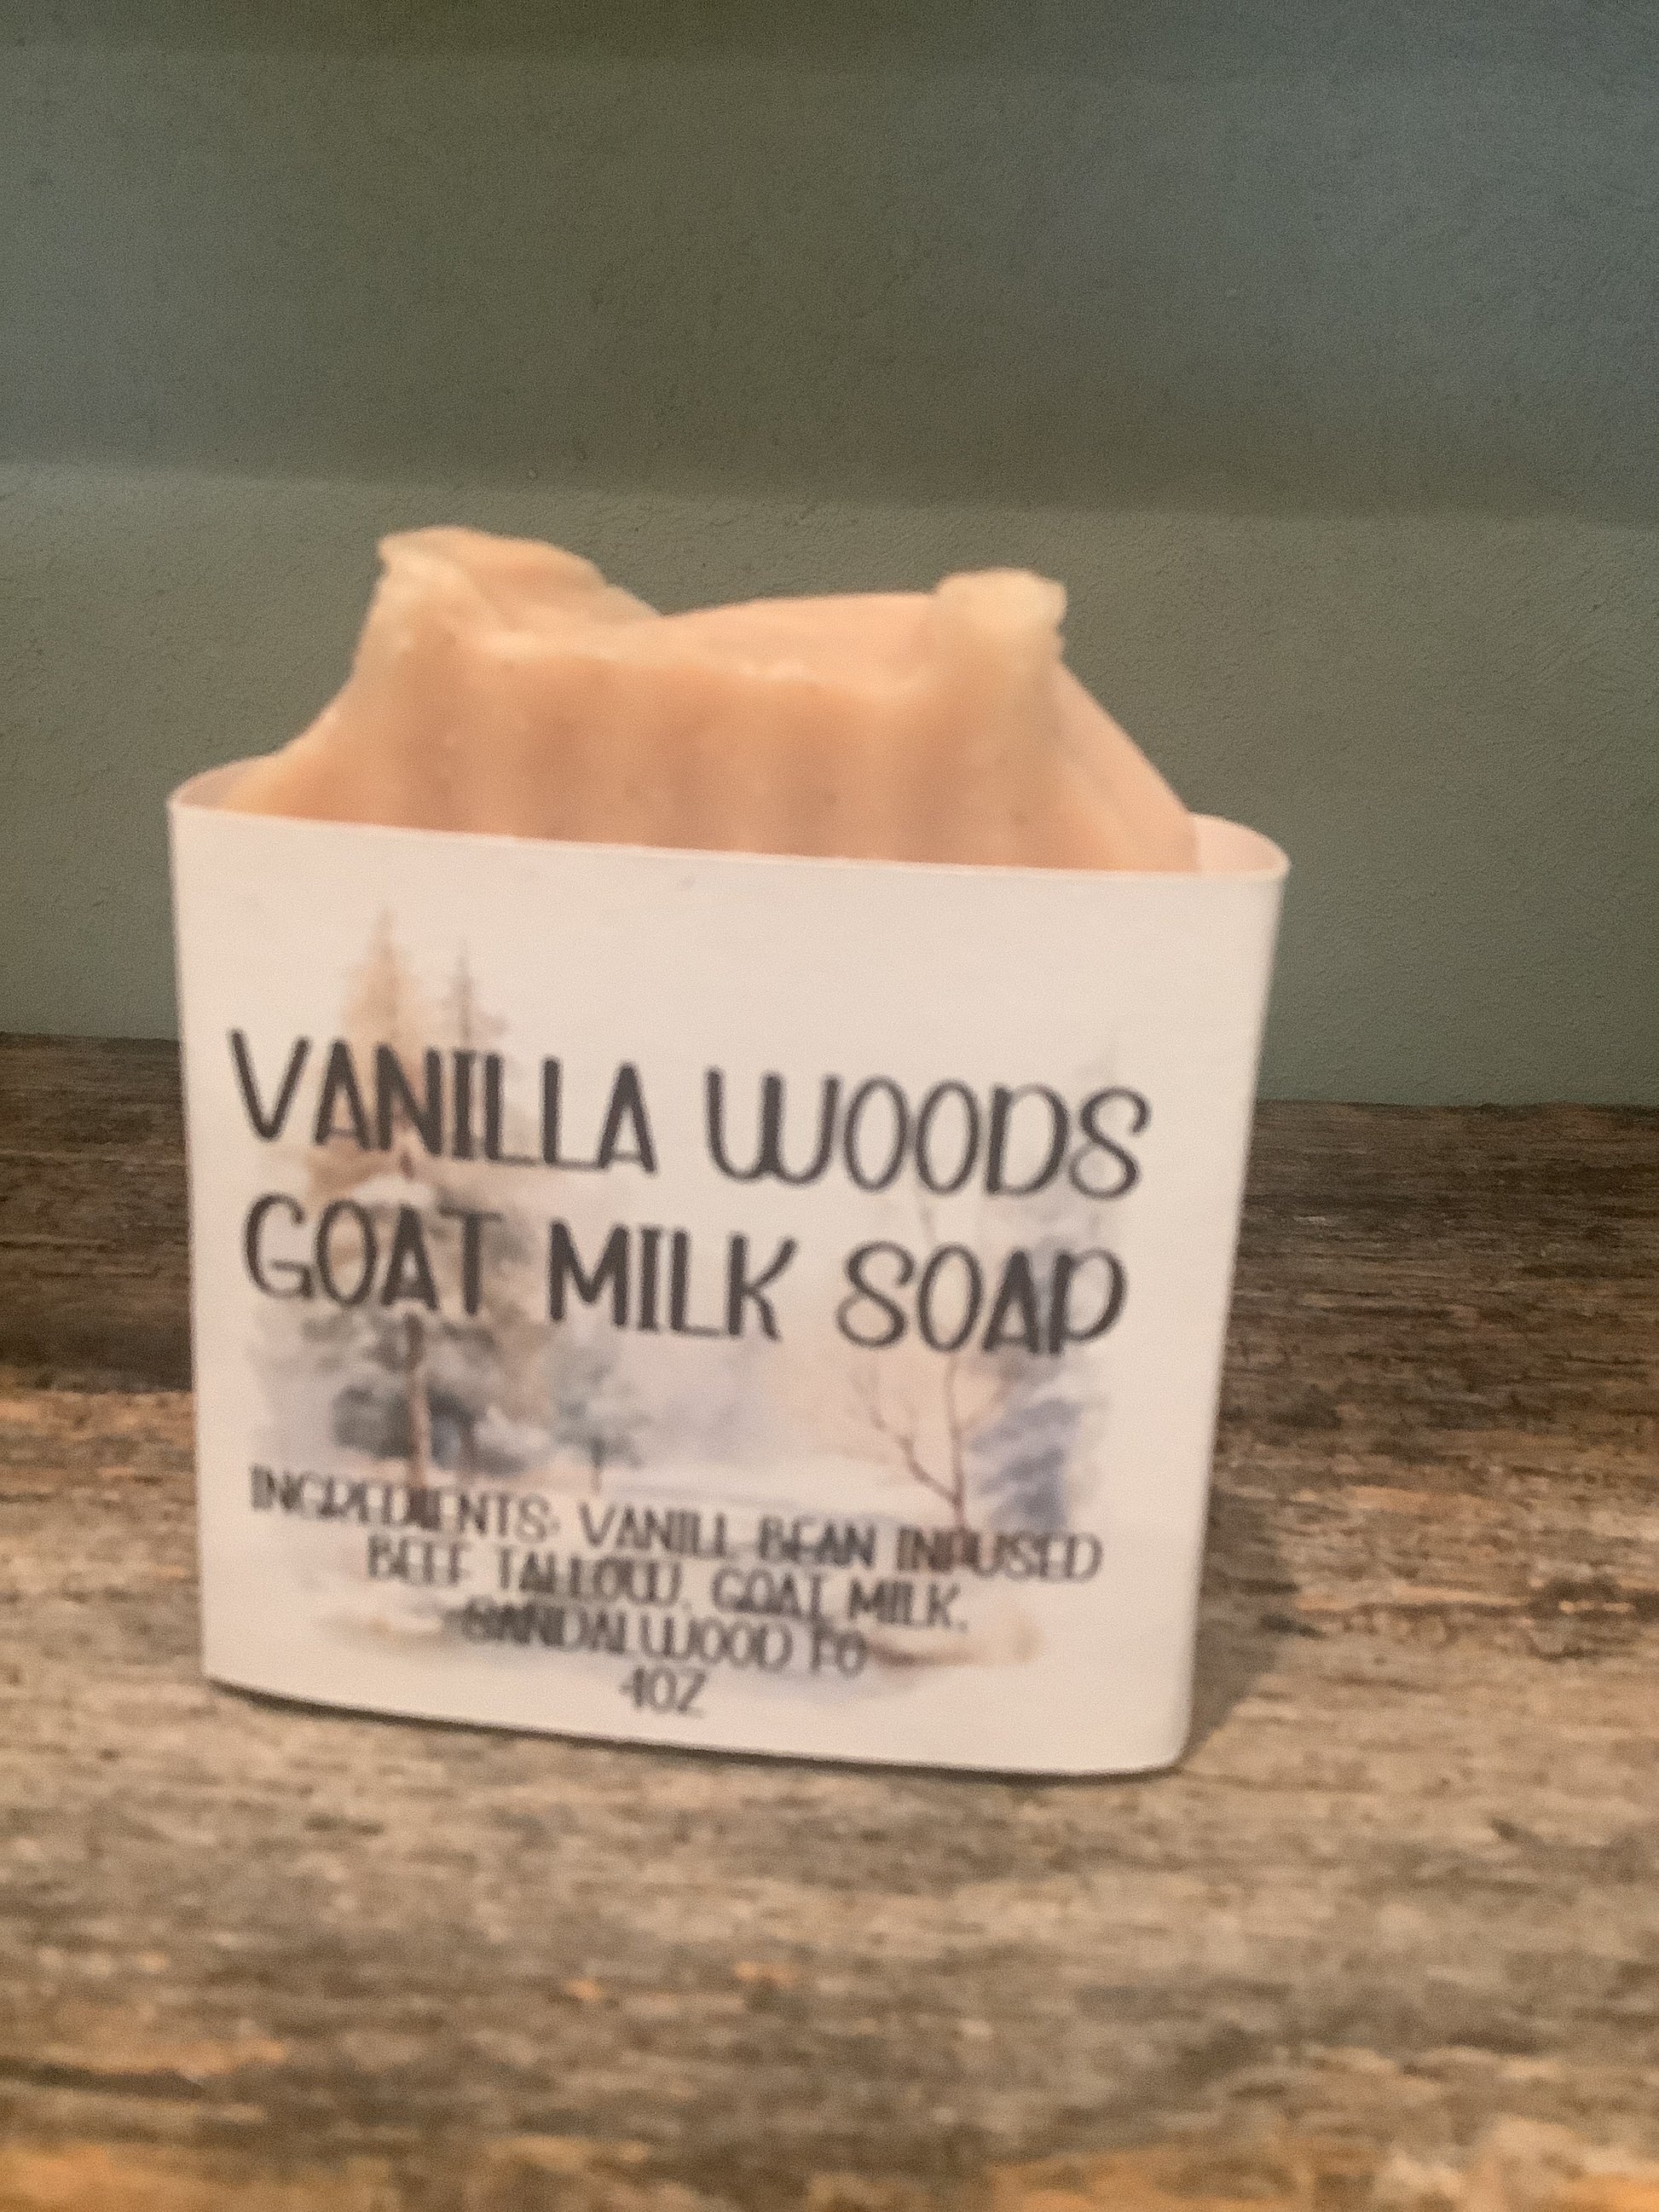 VANILLA WOODS
GOAT MILK SOAP
INGREDIENTS: VANILL BEAN INFUSED
BEEF TALLOW, GOAT MILK,
SANDALWOOD FO
4OZ